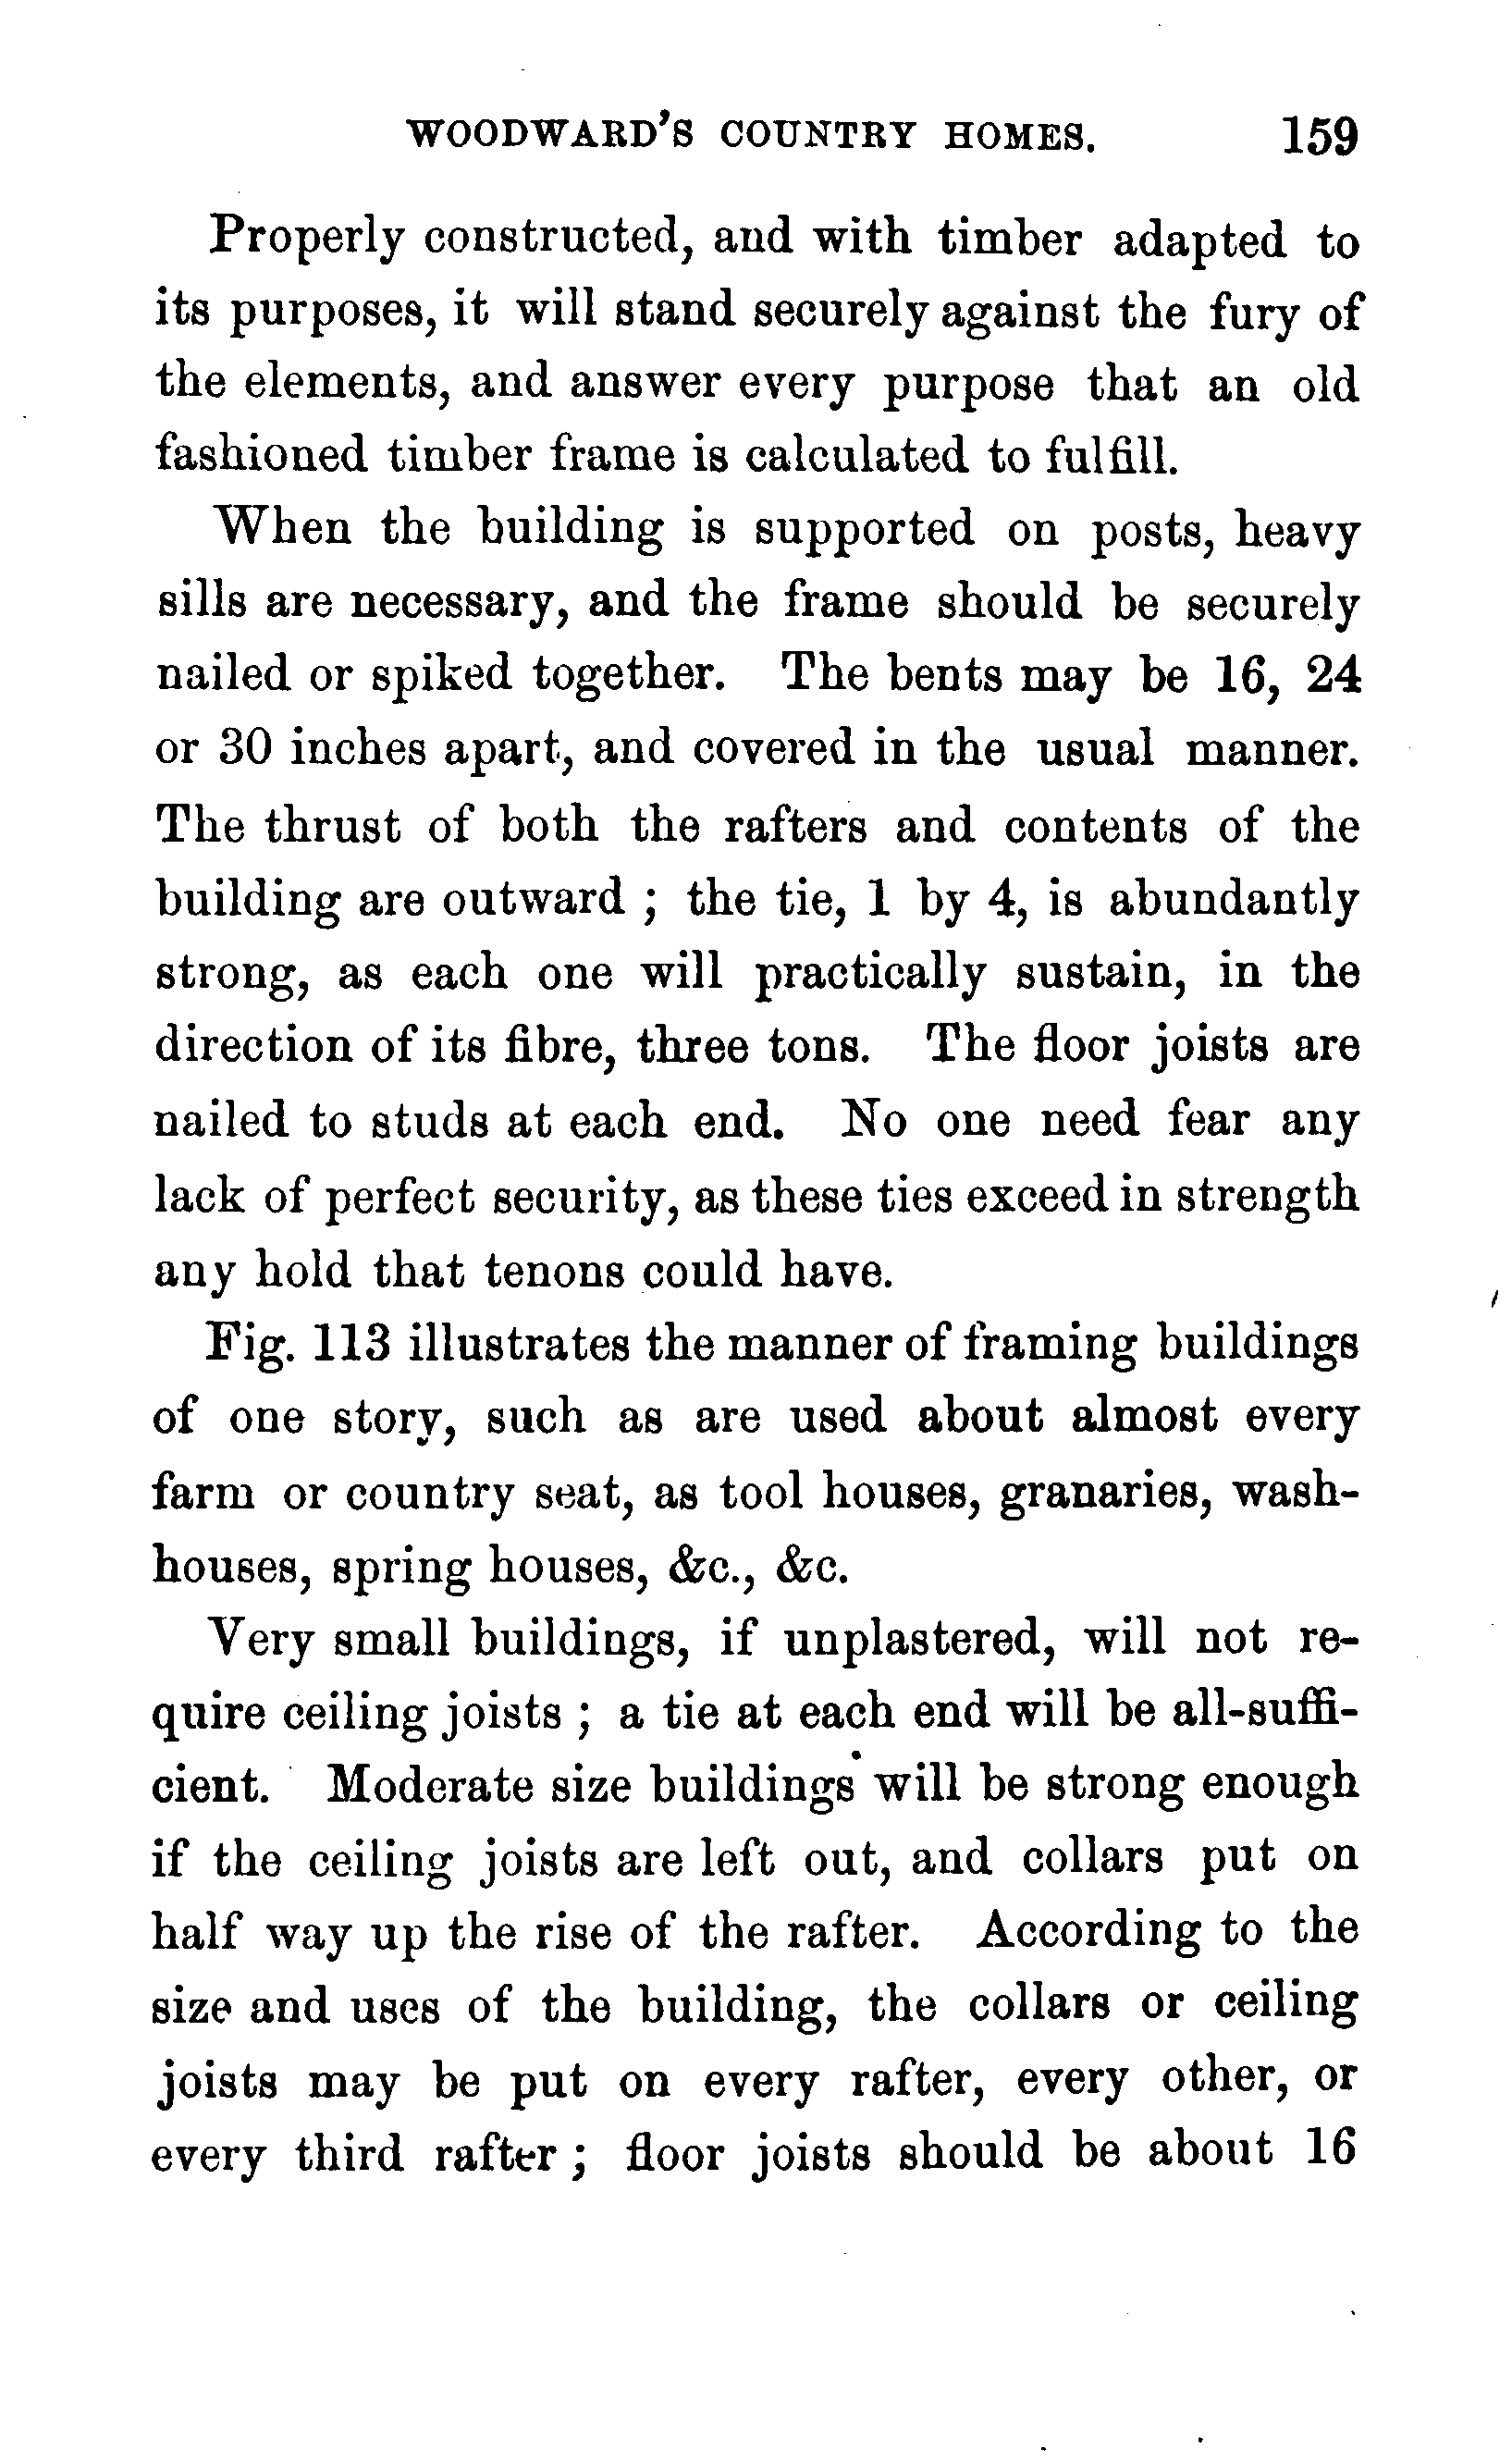 WOODWARD'S COUNTRY HOMES. 159
Properly constructed, and with timber adapted to
its purposes, it will stand securely against the fury of
the elements, and answer every purpose that an old
fashioned timber frame is calculated to fulfill.
When the building is supported on posts, heavy
sills are necessary, and the frame should be securely
nailed or spiked together. The bents may be 16, 24
or 30 inches apart, and covered in the usual manner.
The thrust of both the rafters and contents of the
building are outward ; the tie, 1 by 4, is abundantly
strong, as each one will practically sustain, in the
direction of its fibre, three tons. The floor joists are
nailed to studs at each end. No one need fear any
lack of perfect security, as these ties exceed in strength
any hold that tenons could have.
Fig. 113 illustrates the manner of framing buildings
of one story, such as are used about almost every
farm or country seat, as tool houses, granaries, wash-
houses, spring houses, &c., &c.
Very small buildings, if unplastered, will not re-
quire ceiling joists ; a tie at each end will be all-suffi-
cient. Moderate size buildings will be strong enough
if the ceiling joists are left out, and collars put on
half way up the rise of the rafter. According to the
size and uses of the building, the collars or ceiling
joists may be put on every rafter, every other, or
every third rafter ; floor joists should be about 16